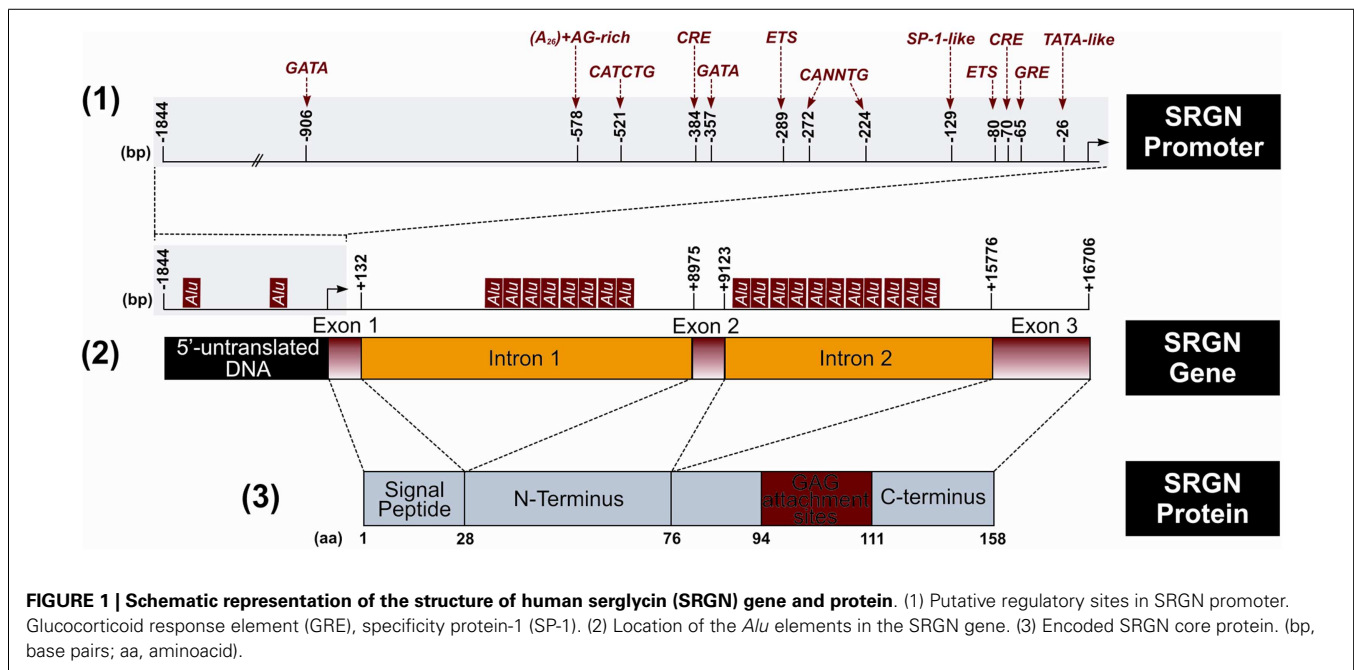 (A₂₆)+AG-rich CRE ETS SP-1-like CRE TATA-like
GATA CATCTG GATA CANNTG ETS GRE
(1)
-1844 -906 -578 -521 -384 -357 -289 -272 -224 -129 -80 -70 -65 -26
(bp)
SRGN
Promoter
-1844 +132 +8975 +9123 +15776 +16706
(bp) Alu Alu Alu Alu Alu Alu Alu Alu Alu Alu Alu Alu Alu Alu Alu Alu Alu Alu Alu Alu Alu
Exon 1 Exon 2 Exon 3
(2)
5'-untranslated
DNA
Intron 1 Intron 2
SRGN
Gene
(3)
Signal
Peptide
N-Terminus
GAG
attachment
sites
C-terminus
SRGN
Protein
(aa) 1 28 76 94 111 158
FIGURE 1 | Schematic representation of the structure of human serglycin (SRGN) gene and protein. (1) Putative regulatory sites in SRGN promoter.
Glucocorticoid response element (GRE), specificity protein-1 (SP-1). (2) Location of the Alu elements in the SRGN gene. (3) Encoded SRGN core protein. (bp,
base pairs; aa, aminoacid).